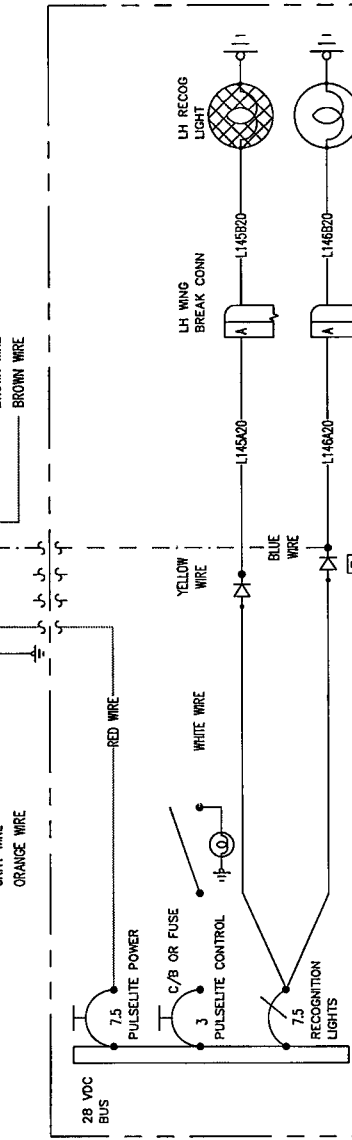 ORANGE WIRE
BROWN WIRE
RED WIRE
28 VDC
BUS
7.5
PULSELITE POWER
C/B OR FUSE
3
PULSELITE CONTROL
WHITE WIRE
YELLOW
WIRE
LH WING
BREAK CONN
LH RECOG
LIGHT
L145A20
A
L145B20
7.5
RECOGNITION
LIGHTS
BLUE
WIRE
L146A20
A
L146B20